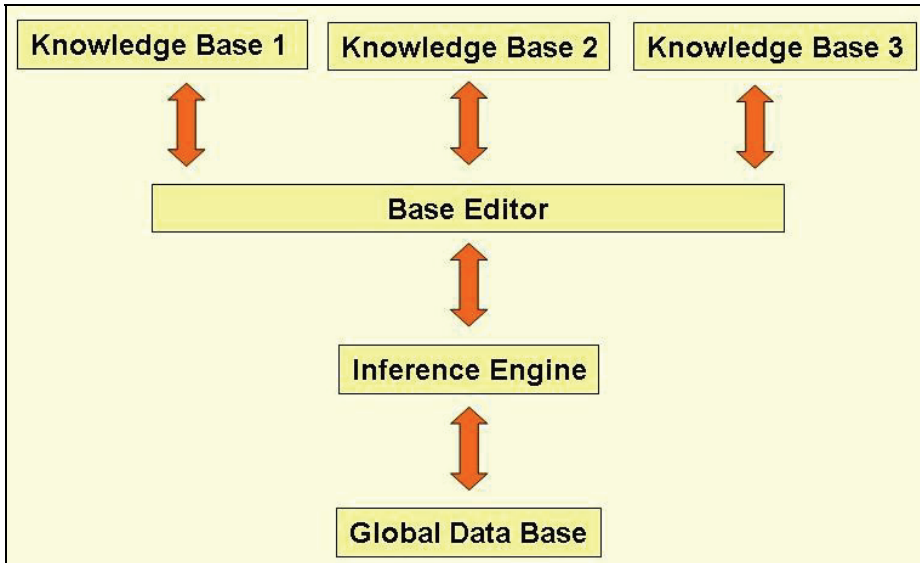 Knowledge Base 1
Knowledge Base 2
Knowledge Base 3
Base Editor
Inference Engine
Global Data Base